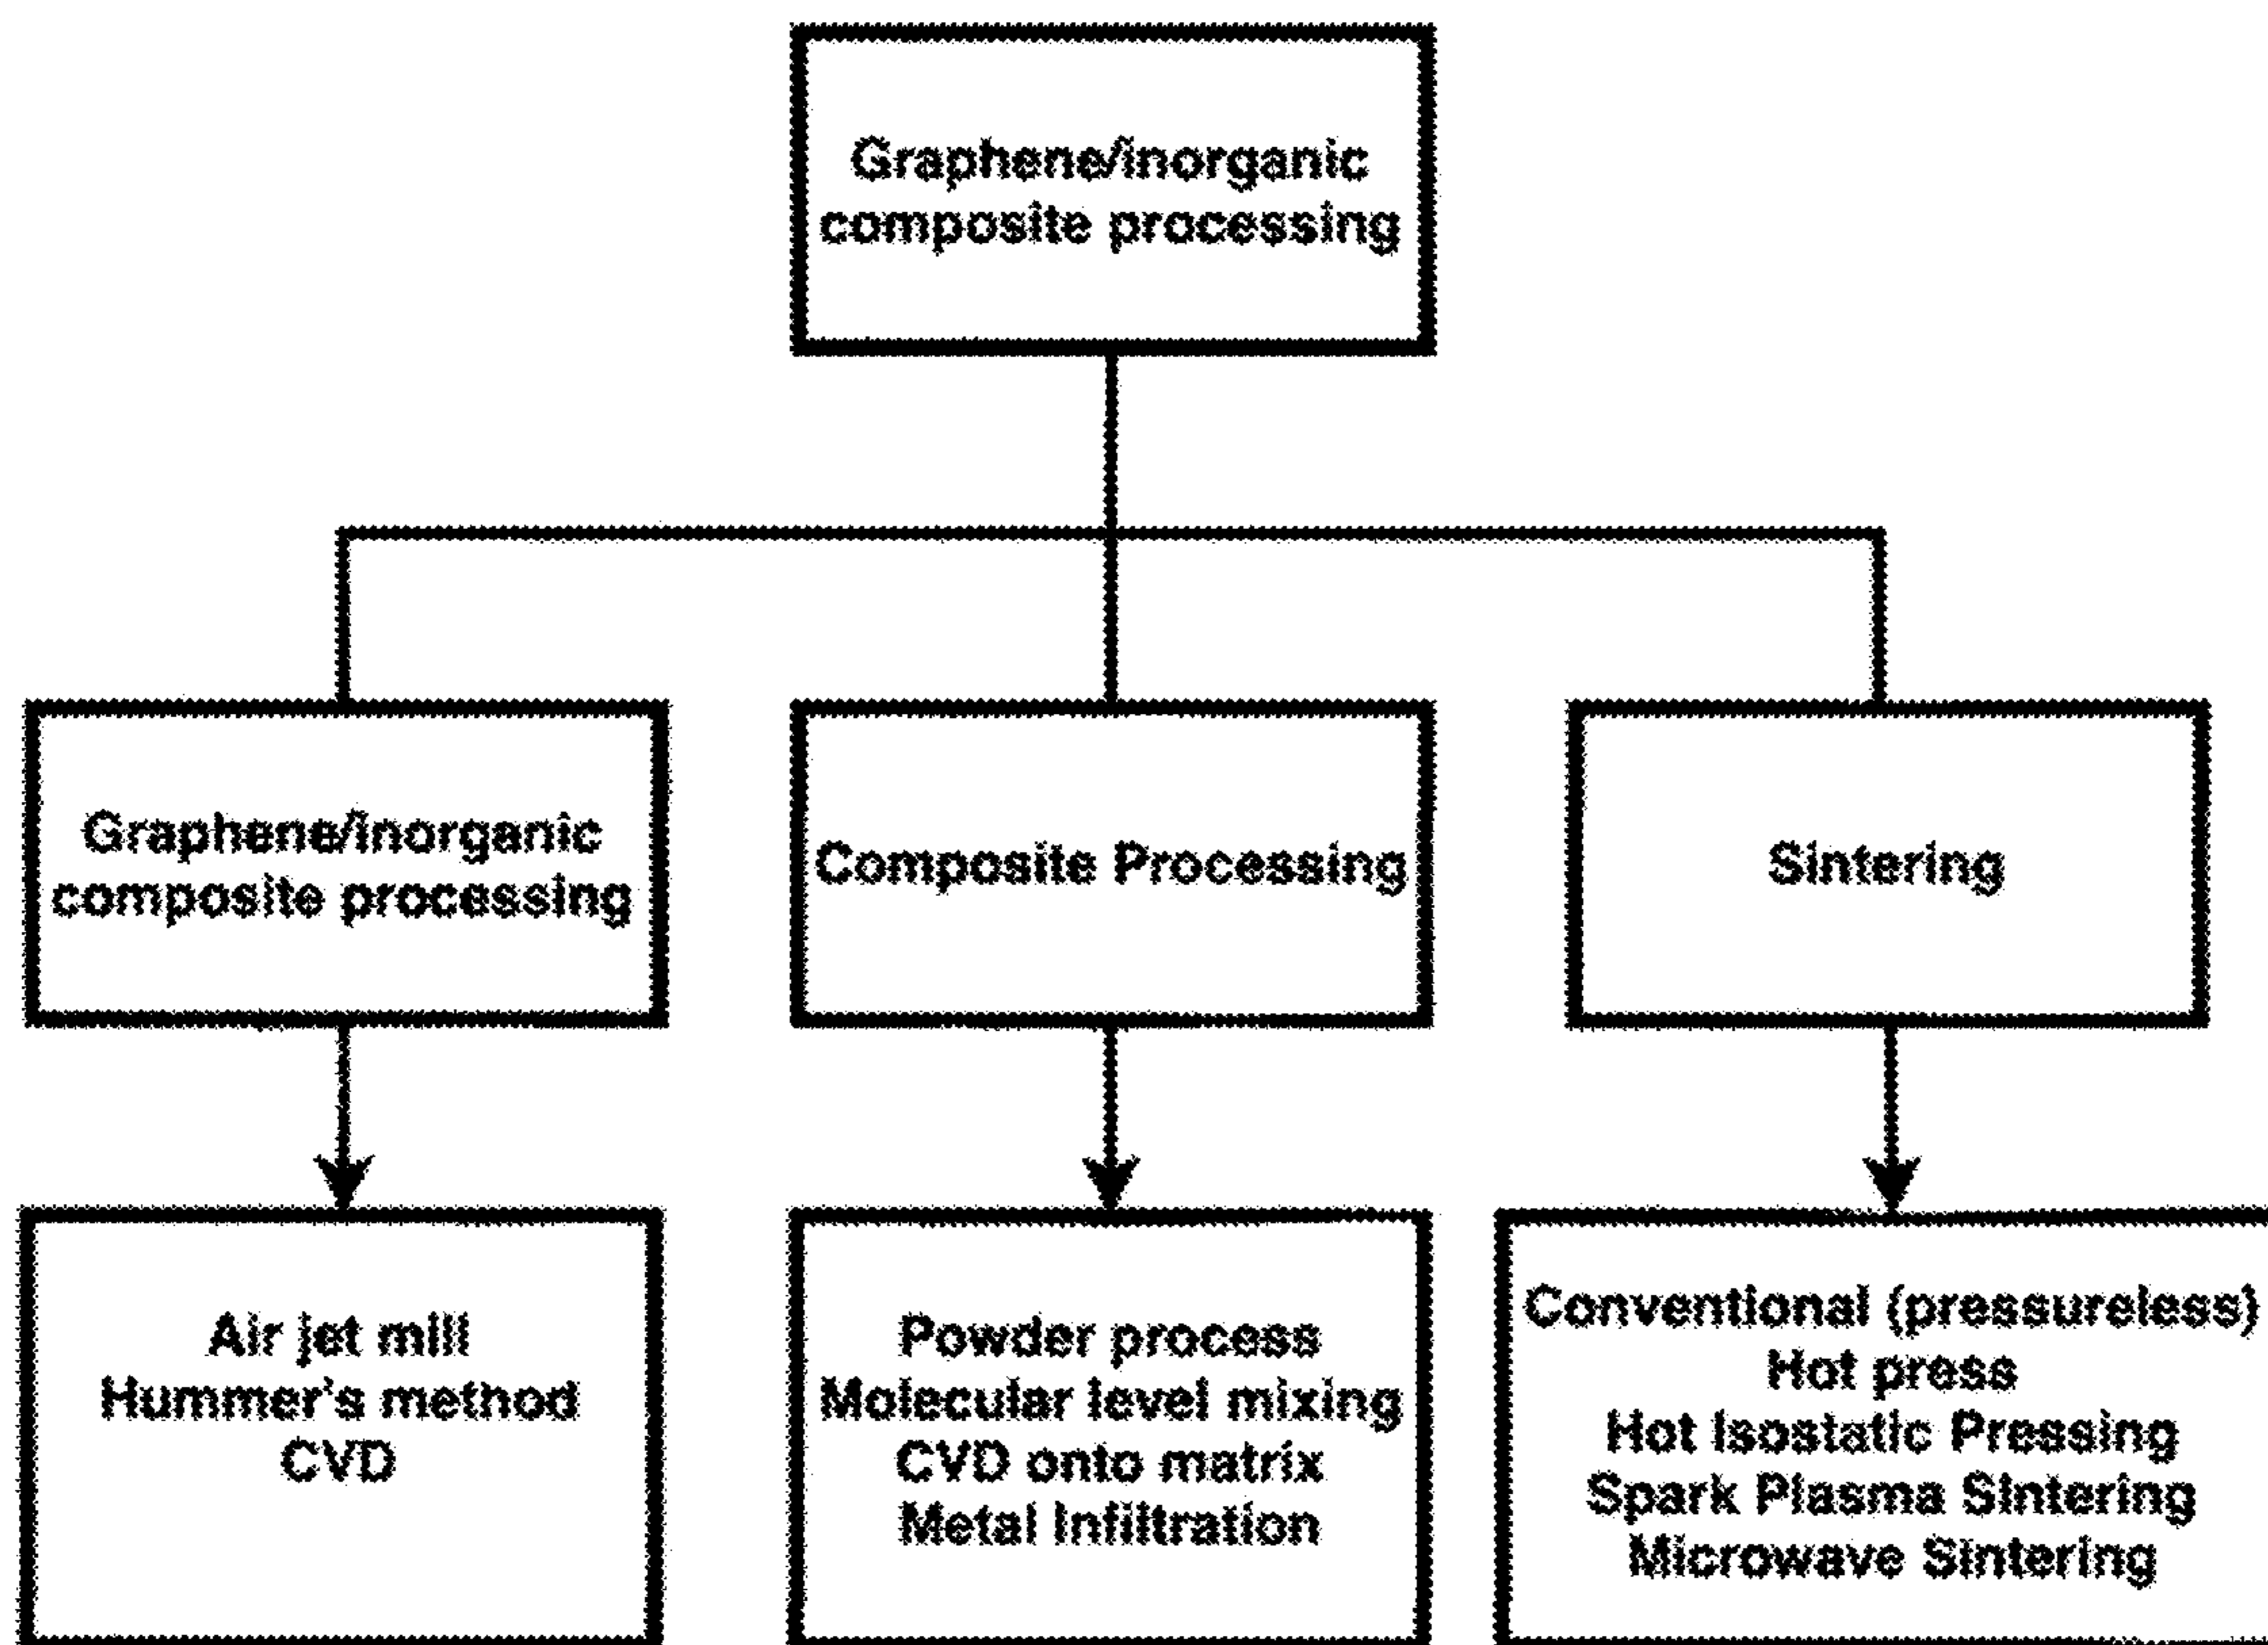 Graphene/inorganic
composite processing
Graphene/inorganic
composite processing
Composite Processing
Sintering
Air jet mill
Hummer's method
CVD
Powder process
Molecular level mixing
CVD onto matrix
Metal Infiltration
Conventional (pressureless)
Hot press
Hot Isostatic Pressing
Spark Plasma Sintering
Microwave Sintering